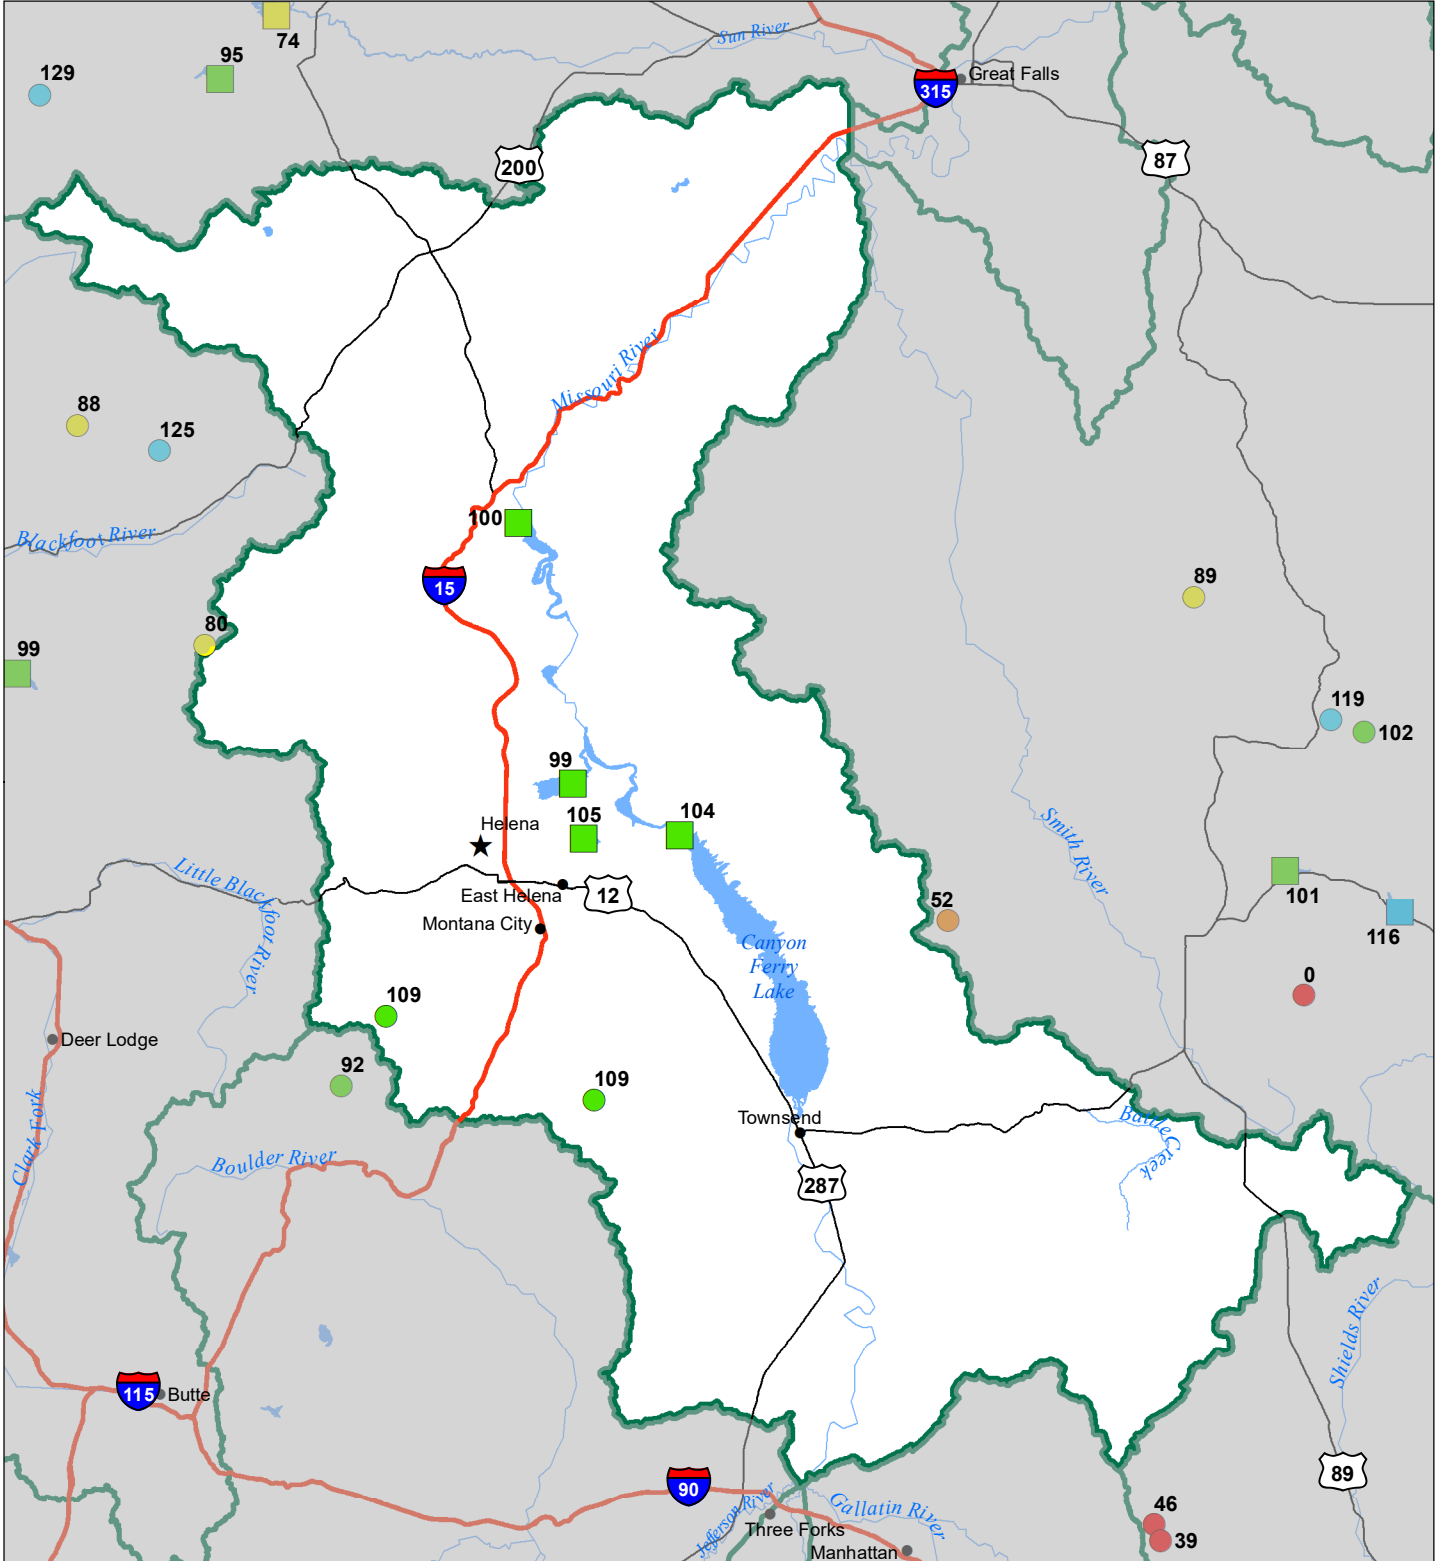 74
Sun River
95
129
Great Falls
315
87
200
Missouri River
88
125
100
Blackfoot River
15
89
80
99
119
102
99
105
104
Helena
Smith River
Little Blackfoot River
East Helena
12
101
52
116
Montana City
Canyon
Ferry
Lake
0
109
Deer Lodge
92
109
Townsend
Battle Creek
Clark Fork
Boulder River
287
Shields River
115
Butte
89
90
46
Jefferson River
Gallatin River
Three Forks
39
Manhattan